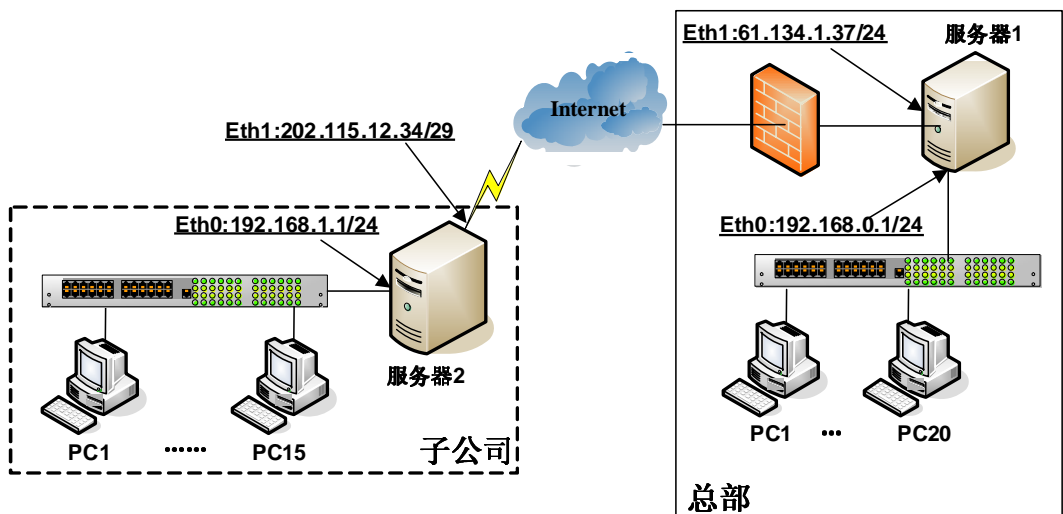 Eth1:61.134.1.37/24
服务器1
Internet
Eth1:202.115.12.34/29
Eth0:192.168.1.1/24
Eth0:192.168.0.1/24
服务器2
PC1
······
PC15
子公司
PC1
···
PC20
总部